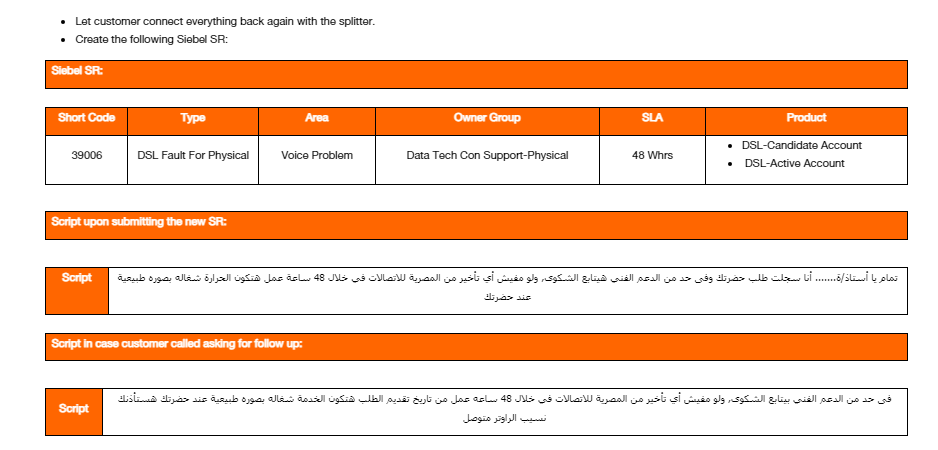 Let customer connect everything back again with the splitter.
Create the following Siebel SR:
Siebel SR:
Short Code Type Area Owner Group SLA Product
39006 DSL Fault For Physical Voice Problem Data Tech Con Support-Physical 48 Whrs
DSL-Candidate Account
DSL-Active Account
Script upon submitting the new SR:
Script
تمام يا أستاذ/ة....... أنا سجلت طلب حضرتك وفى حد من الدعم الفني هيتابع الشكوى, ولو مفيش أي تأخير من المصرية للاتصالات في خلال 48 ساعة عمل هتكون الحرارة شغاله بصوره طبيعية
عند حضرتك
Script in case customer called asking for follow up:
Script
فى حد من الدعم الفني بيتابع الشكوى, ولو مفيش أي تأخير من المصرية للاتصالات في خلال 48 ساعه عمل من تاريخ تقديم الطلب هتكون الخدمة شغاله بصوره طبيعية عند حضرتك هستأذنك
نسيب الراوتر متوصل